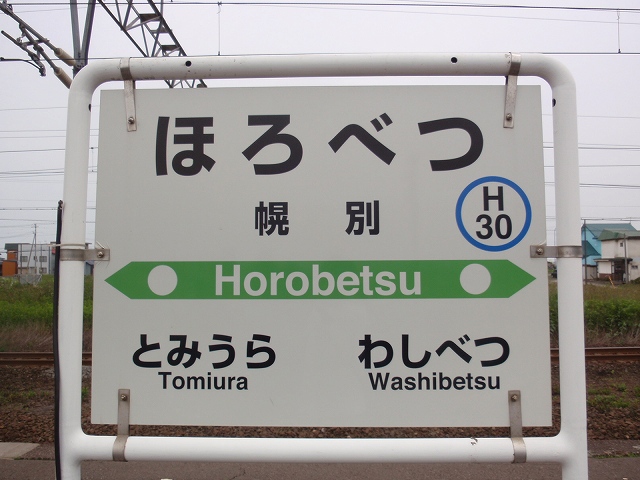 ほろべつ
幌別
H
30
Horobetsu
とみうら
Tomiura
わしべつ
Washibetsu